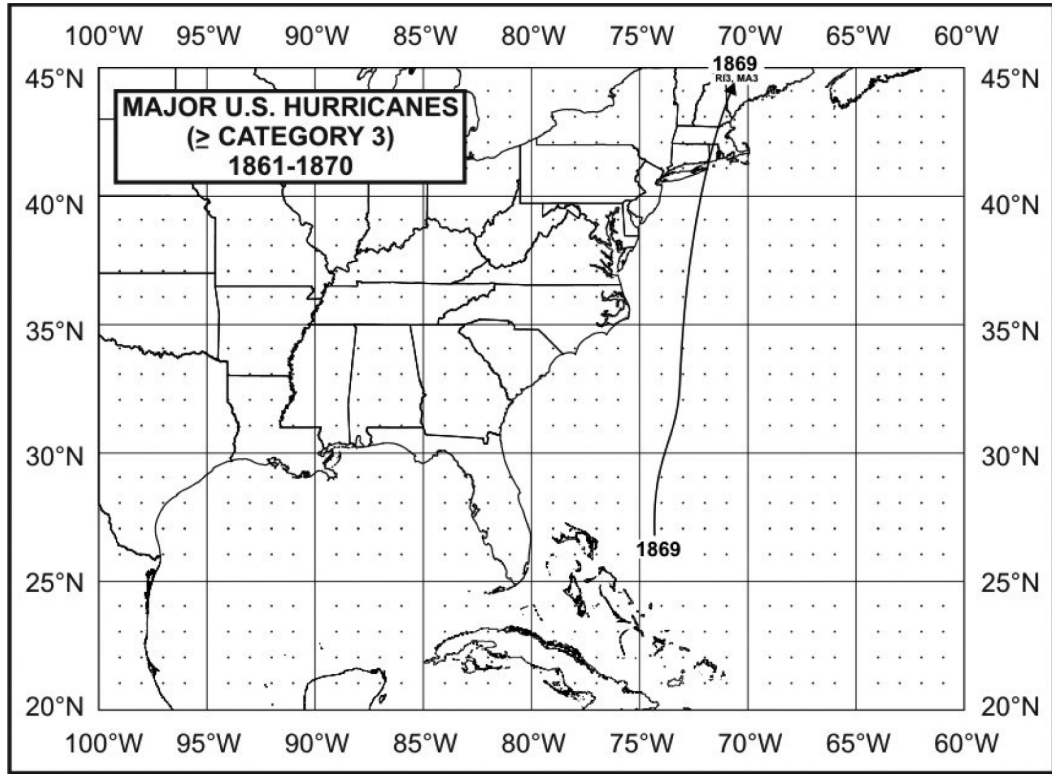 100°W 95°W 90°W 85°W 80°W 75°W 70°W 65°W 60°W
45°N 1869 45°N
RI3, MA3
MAJOR U.S. HURRICANES
(≥ CATEGORY 3)
1861-1870
40°N 40°N
35°N 35°N
30°N 30°N
1869
25°N 25°N
20°N 20°N
100°W 95°W 90°W 85°W 80°W 75°W 70°W 65°W 60°W